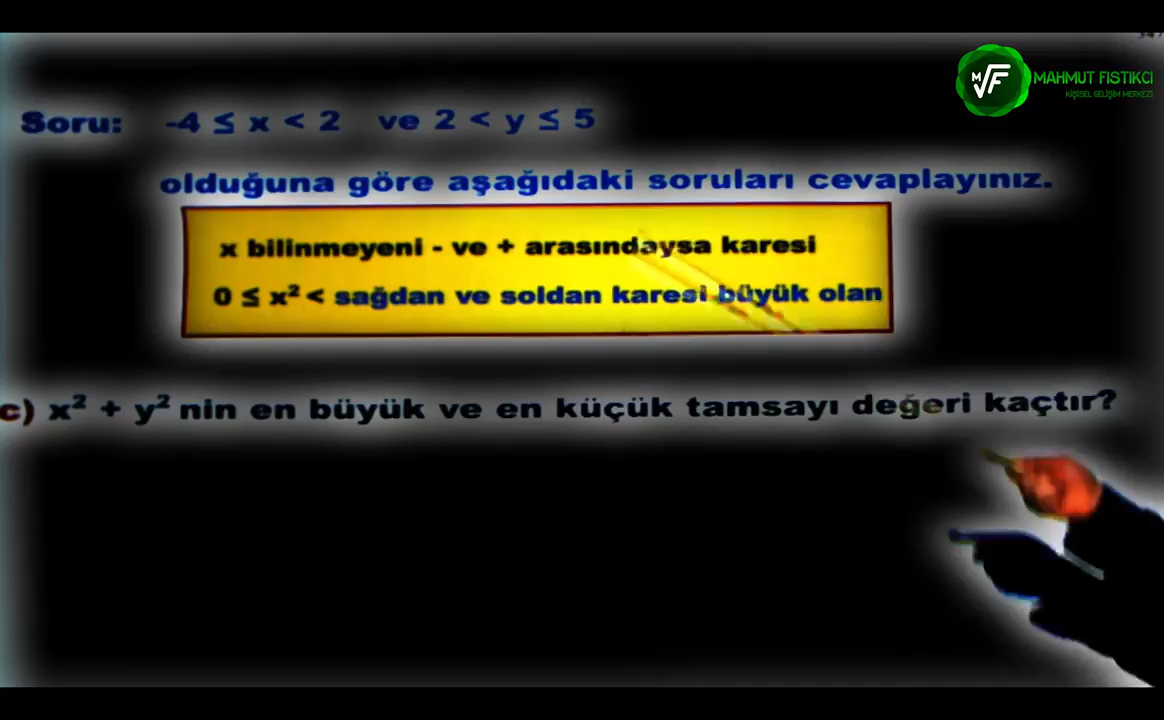 MAHMUT FISTIKCI
KİŞİSEL GELİŞİM MERKEZİ
Soru: -4 ≤ x < 2 ve 2 < y ≤ 5
olduğuna göre aşağıdaki soruları cevaplayınız.
x bilinmeyeni - ve + arasındaysa karesi
0 ≤ x² < sağdan ve soldan karesi büyük olan
c) x² + y² nin en büyük ve en küçük tamsayı değeri kaçtır?